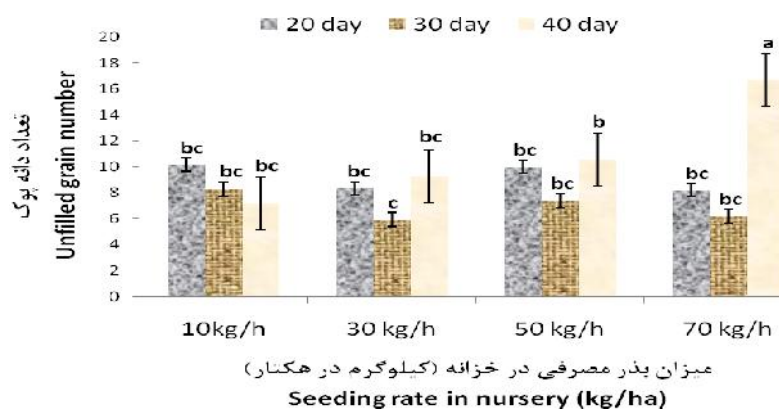 20 day 30 day 40 day
تعداد دانه پوک
Unfilled grain number
20
18
16
14
12
10
8
6
4
2
0
bc bc bc
bc c bc
bc bc b
bc bc a
10kg/h 30 kg/h 50 kg/h 70 kg/h
میزان بذر مصرفی در خزانه (کیلوگرم در هکتار)
Seeding rate in nursery (kg/ha)